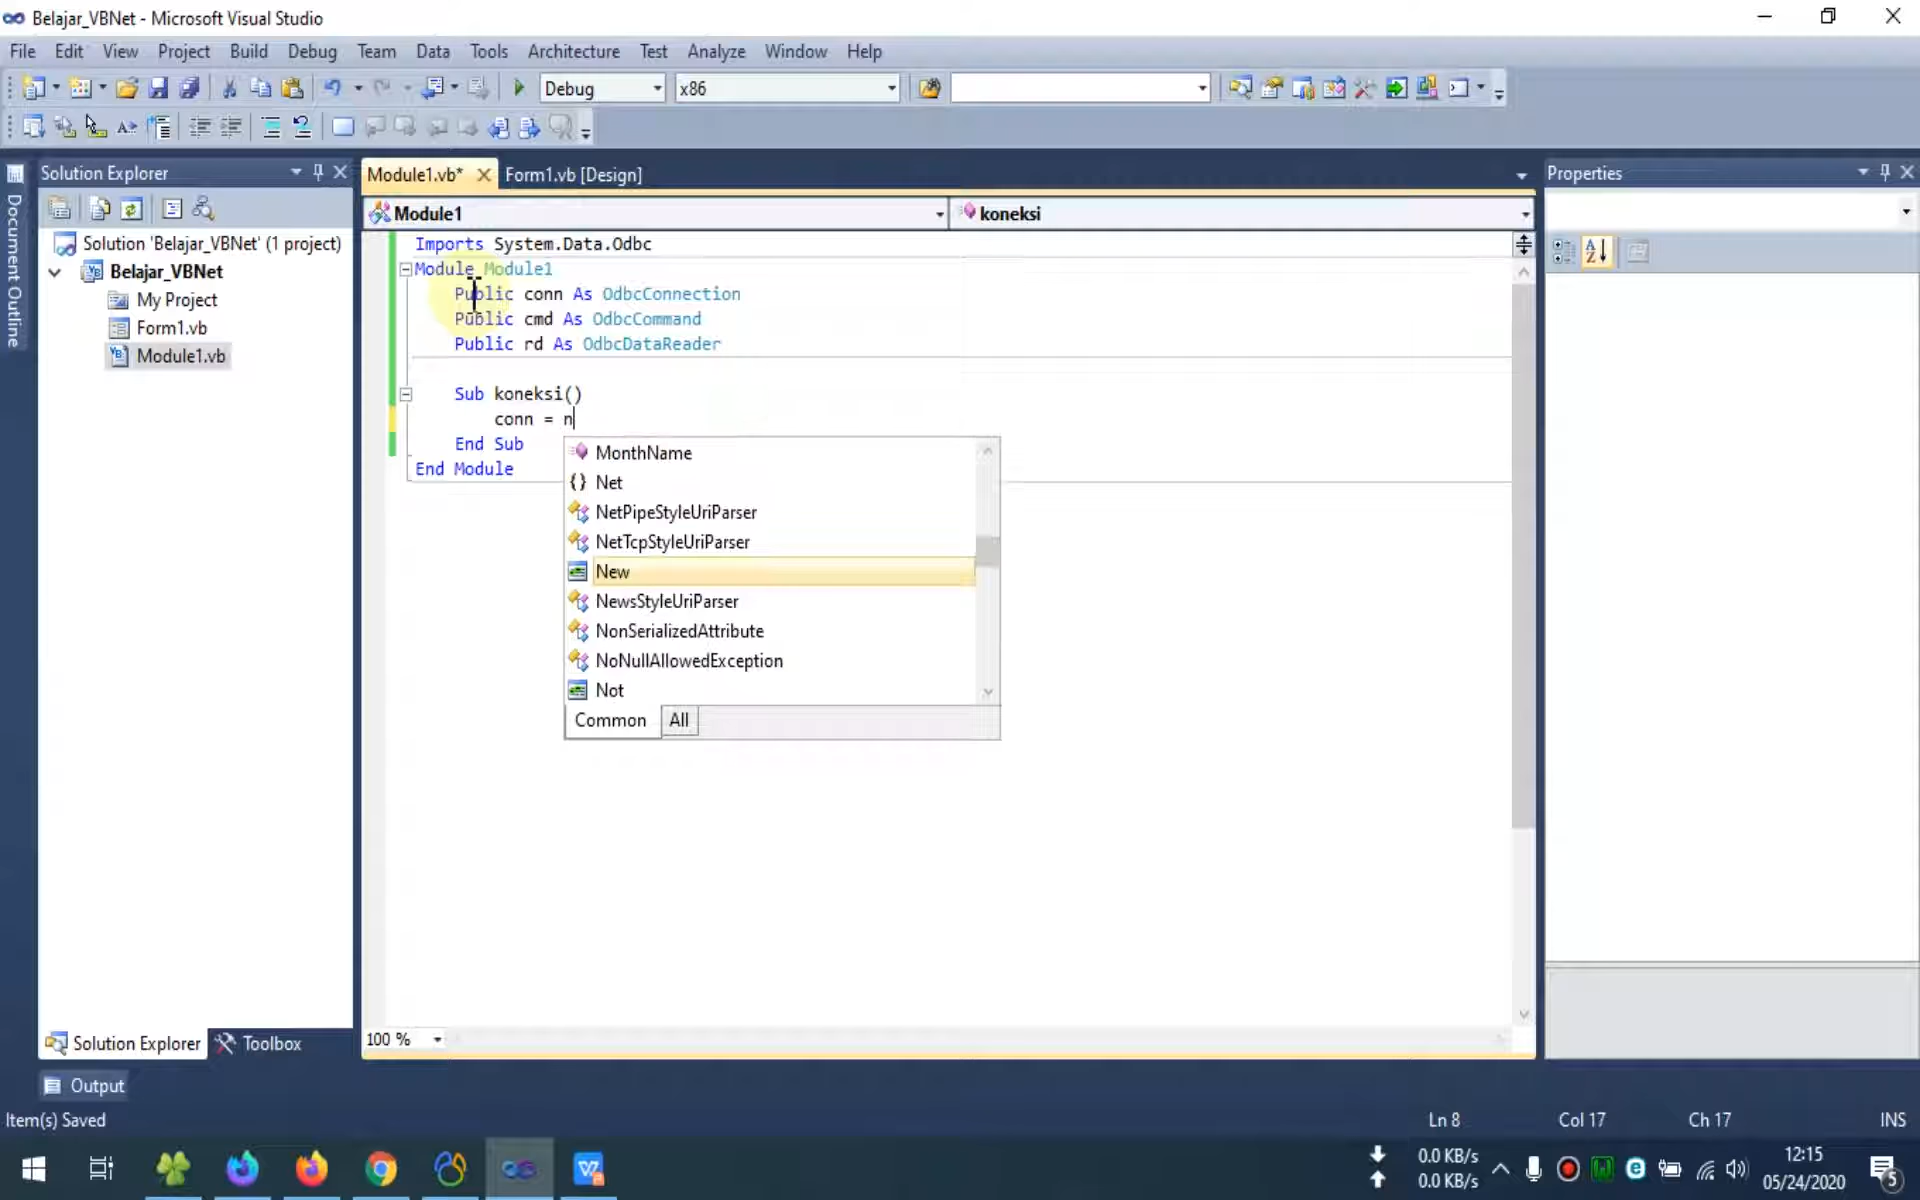 Belajar_VBNet - Microsoft Visual Studio
File Edit View Project Build Debug Team Data Tools Architecture Test Analyze Window Help
Debug x86
Document Outline
Solution Explorer
Solution 'Belajar_VBNet' (1 project)
Belajar_VBNet
My Project
Form1.vb
Module1.vb
Module1.vb* Form1.vb [Design]
Module1 koneksi
Imports System.Data.Odbc
Module Module1
Public conn As OdbcConnection
Public cmd As OdbcCommand
Public rd As OdbcDataReader
Sub koneksi()
conn = n
End Sub
End Module
MonthName
Net
NetPipeStyleUriParser
NetTcpStyleUriParser
New
NewsStyleUriParser
NonSerializedAttribute
NoNullAllowedException
Not
Common All
100 %
Properties
Solution Explorer Toolbox
Output
Item(s) Saved Ln 8 Col 17 Ch 17 INS
0.0 KB/s
0.0 KB/s
12:15
05/24/2020
5